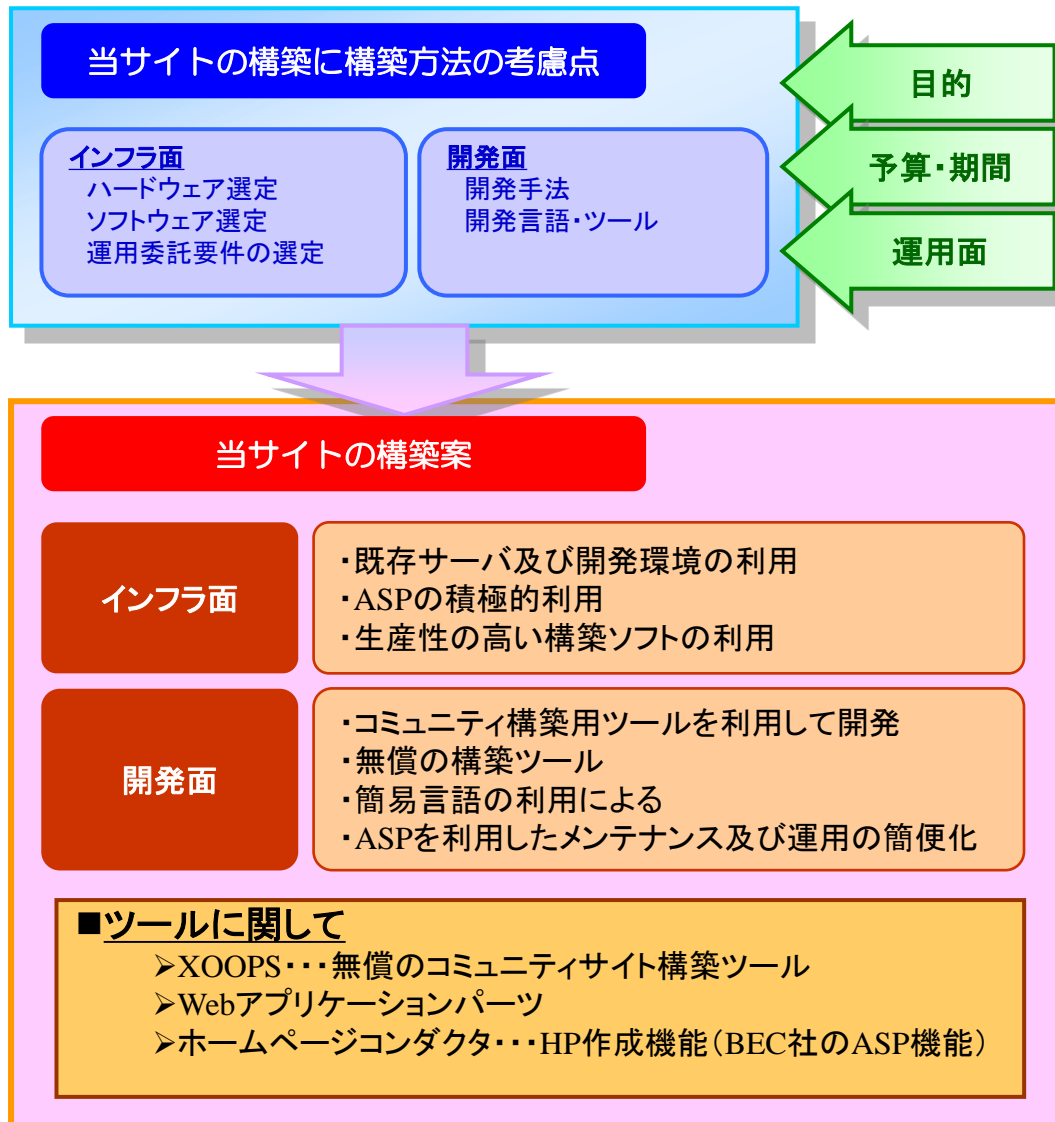 当サイトの構築に構築方法の考慮点
目的
予算・期間
運用面
インフラ面
ハードウェア選定
ソフトウェア選定
運用委託要件の選定
開発面
開発手法
開発言語・ツール
当サイトの構築案
インフラ面
・既存サーバ及び開発環境の利用
・ASPの積極的利用
・生産性の高い構築ソフトの利用
開発面
・コミュニティ構築用ツールを利用して開発
・無償の構築ツール
・簡易言語の利用による
・ASPを利用したメンテナンス及び運用の簡便化
■ツールに関して
➢XOOPS・・・無償のコミュニティサイト構築ツール
➢Webアプリケーションパーツ
➢ホームページコンダクタ・・・HP作成機能（BEC社のASP機能）